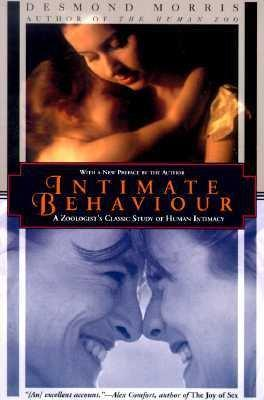 DESMOND MORRIS
AUTHOR OF THE HUMAN ZOO
WITH A NEW PREFACE BY THE AUTHOR
INTIMATE
BEHAVIOUR
A ZOOLOGIST'S CLASSIC STUDY OF HUMAN INTIMACY
"[An] excellent account."—Alex Comfort, author of The Joy of Sex